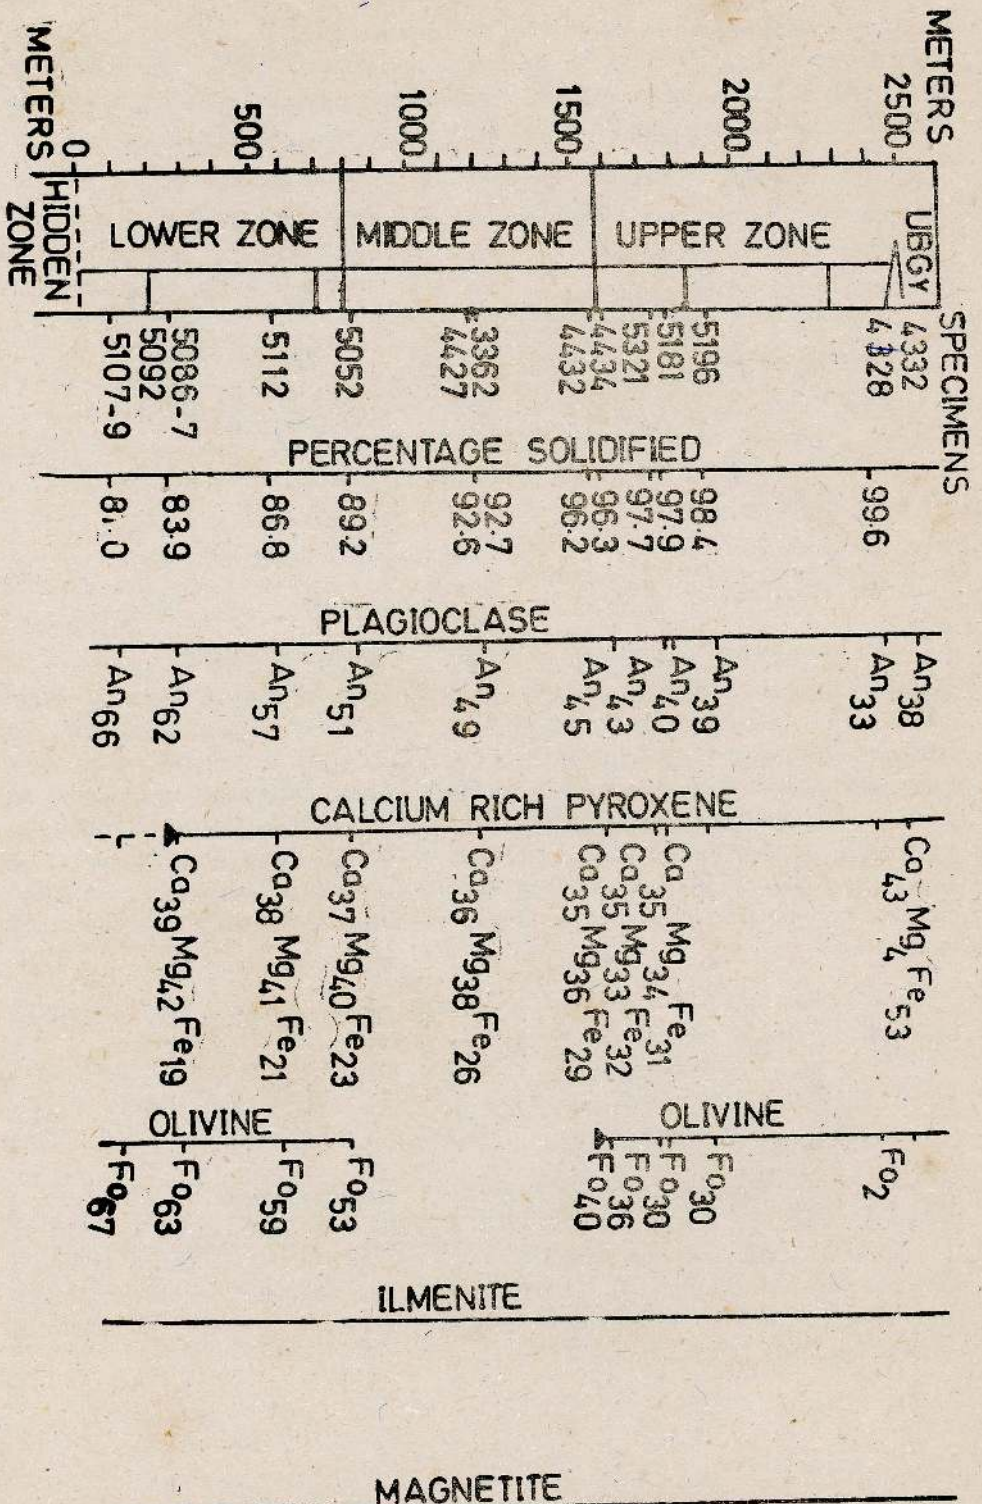 METERS
0
500
1000
1500
2000
2500
METERS
HIDDEN
ZONE
LOWER ZONE
MIDDLE ZONE
UPPER ZONE
UBGY
SPECIMENS
5107-9
5092
5086-7
5112
5052
4427
3362
4432
4434
5321
5181
5196
4328
4332
PERCENTAGE SOLIDIFIED
83.9
86.8
89.2
92.6
92.7
96.2
96.3
97.7
97.9
98.4
99.6
PLAGIOCLASE
An66
An62
An57
An51
An49
An45
An43
An40
An39
An33
An38
CALCIUM RICH PYROXENE
Ca39Mg42Fe19
Ca38Mg41Fe21
Ca37Mg40Fe23
Ca36Mg38Fe26
Ca35Mg36Fe29
Ca35Mg33Fe32
Ca35Mg34Fe31
Ca43Mg4Fe53
OLIVINE
Fo67
Fo63
Fo59
Fo53
OLIVINE
Fo40
Fo36
Fo30
Fo30
Fo2
ILMENITE
MAGNETITE